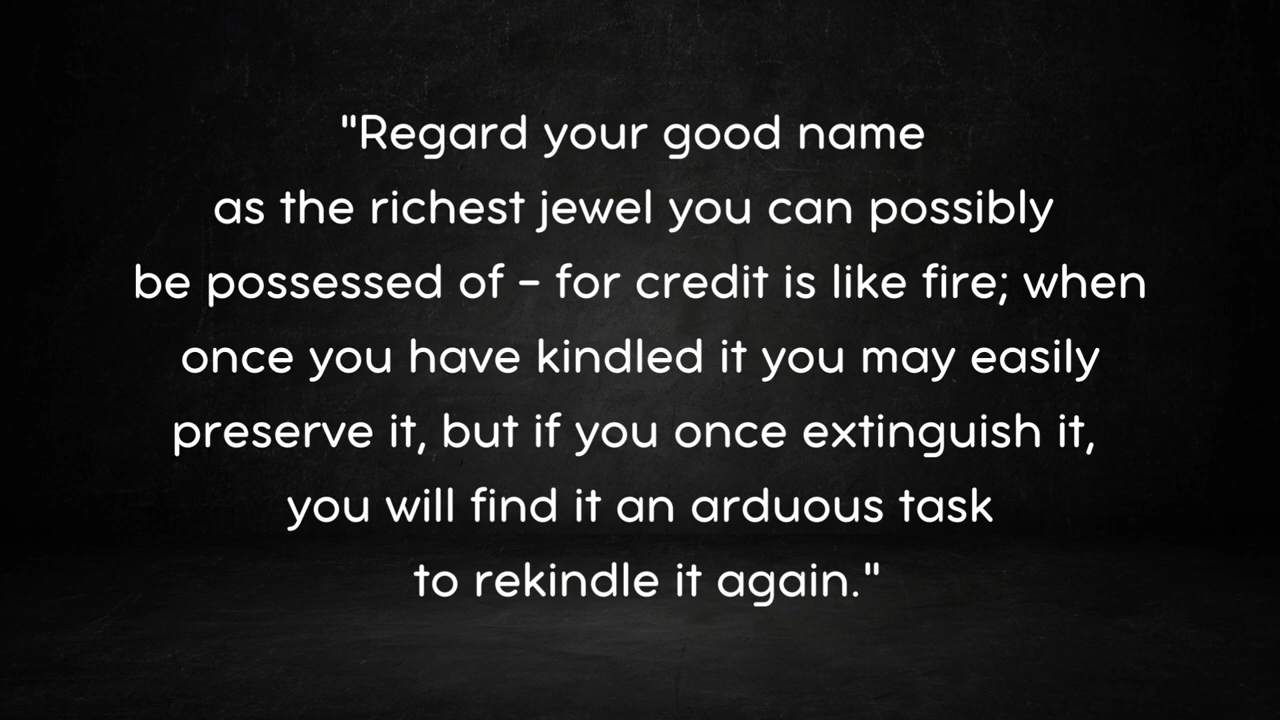 "Regard your good name
as the richest jewel you can possibly
be possessed of – for credit is like fire; when
once you have kindled it you may easily
preserve it, but if you once extinguish it,
you will find it an arduous task
to rekindle it again."